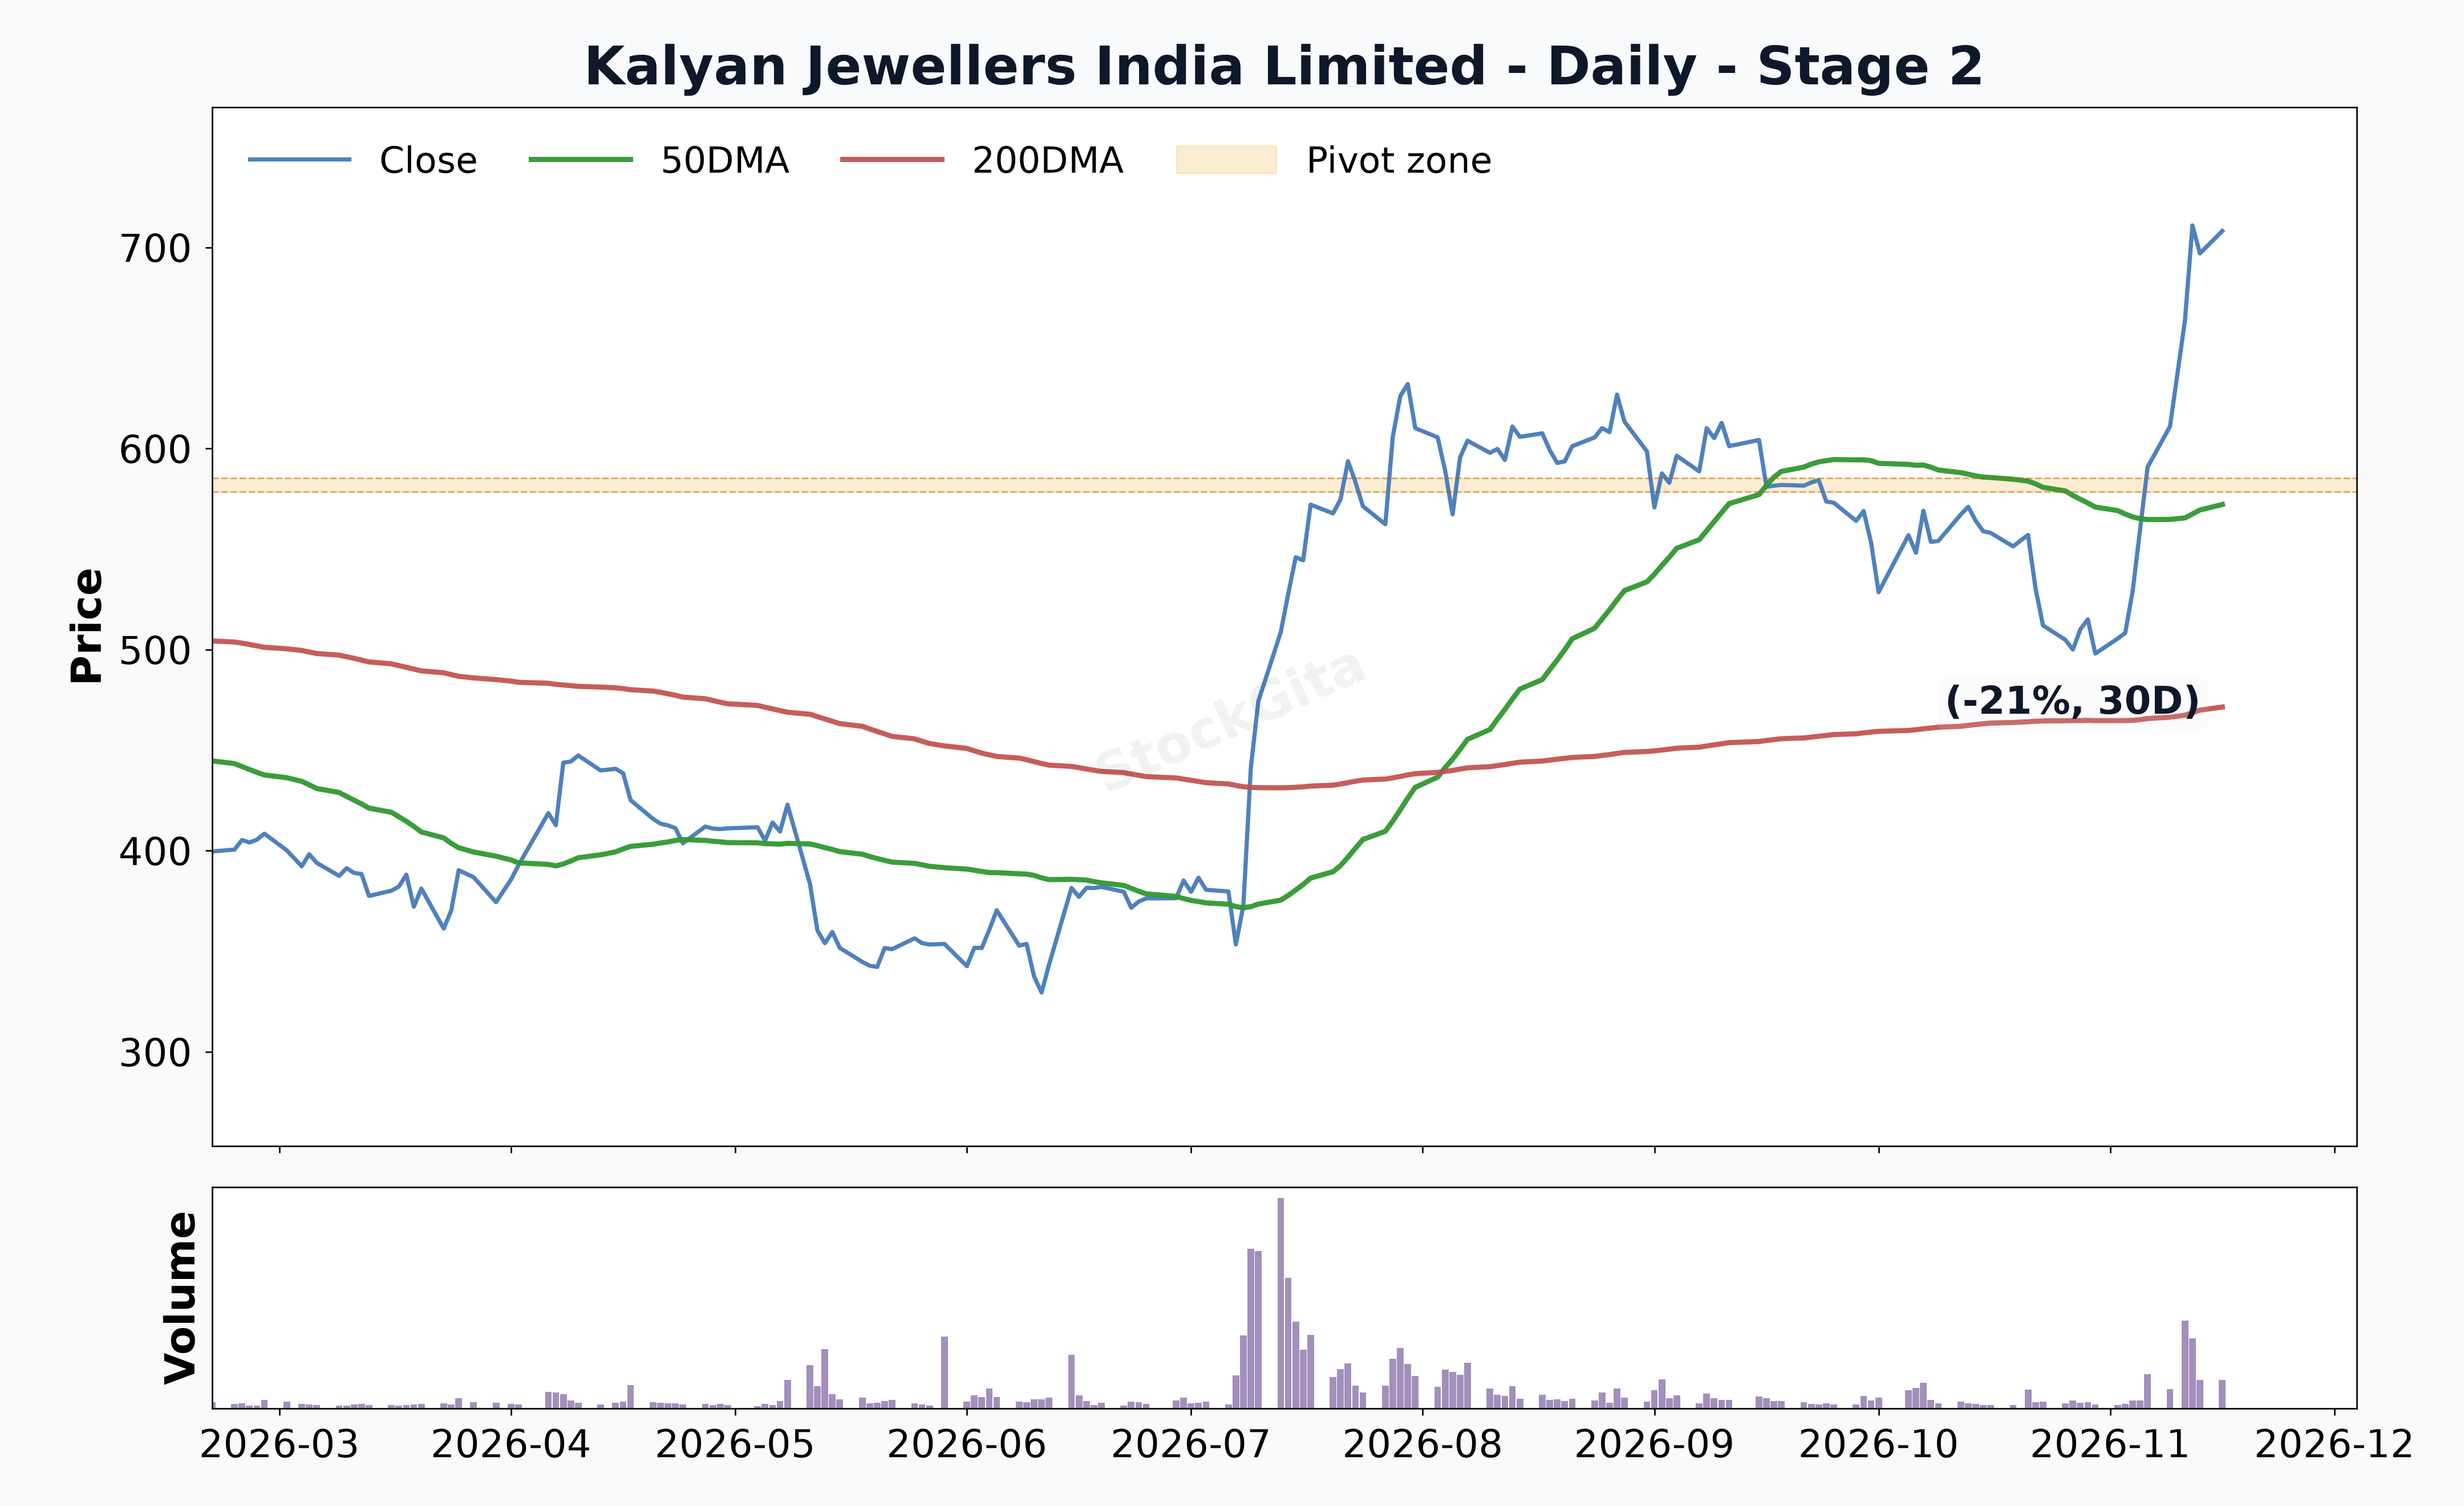 Kalyan Jewellers India Limited - Daily - Stage 2
Close 50DMA 200DMA Pivot zone
700
600
500
400
300
Price
StockGita
(-21%, 30D)
Volume
2026-03 2026-04 2026-05 2026-06 2026-07 2026-08 2026-09 2026-10 2026-11 2026-12